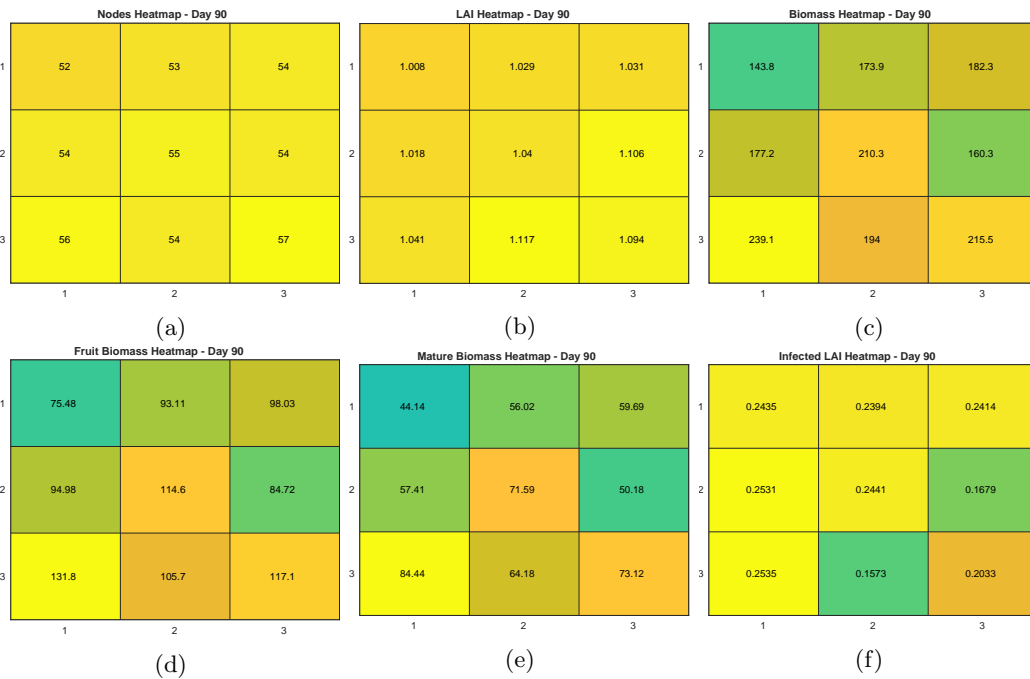 Nodes Heatmap - Day 90
1 52 53 54
2 54 55 54
3 56 54 57
1 2 3
(a)
LAI Heatmap - Day 90
1 1.008 1.029 1.031
2 1.018 1.04 1.106
3 1.041 1.117 1.094
1 2 3
(b)
Biomass Heatmap - Day 90
1 143.8 173.9 182.3
2 177.2 210.3 160.3
3 239.1 194 215.5
1 2 3
(c)
Fruit Biomass Heatmap - Day 90
1 75.48 93.11 98.03
2 94.98 114.6 84.72
3 131.8 105.7 117.1
1 2 3
(d)
Mature Biomass Heatmap - Day 90
1 44.14 56.02 59.69
2 57.41 71.59 50.18
3 84.44 64.18 73.12
1 2 3
(e)
Infected LAI Heatmap - Day 90
1 0.2435 0.2394 0.2414
2 0.2531 0.2441 0.1679
3 0.2535 0.1573 0.2033
1 2 3
(f)